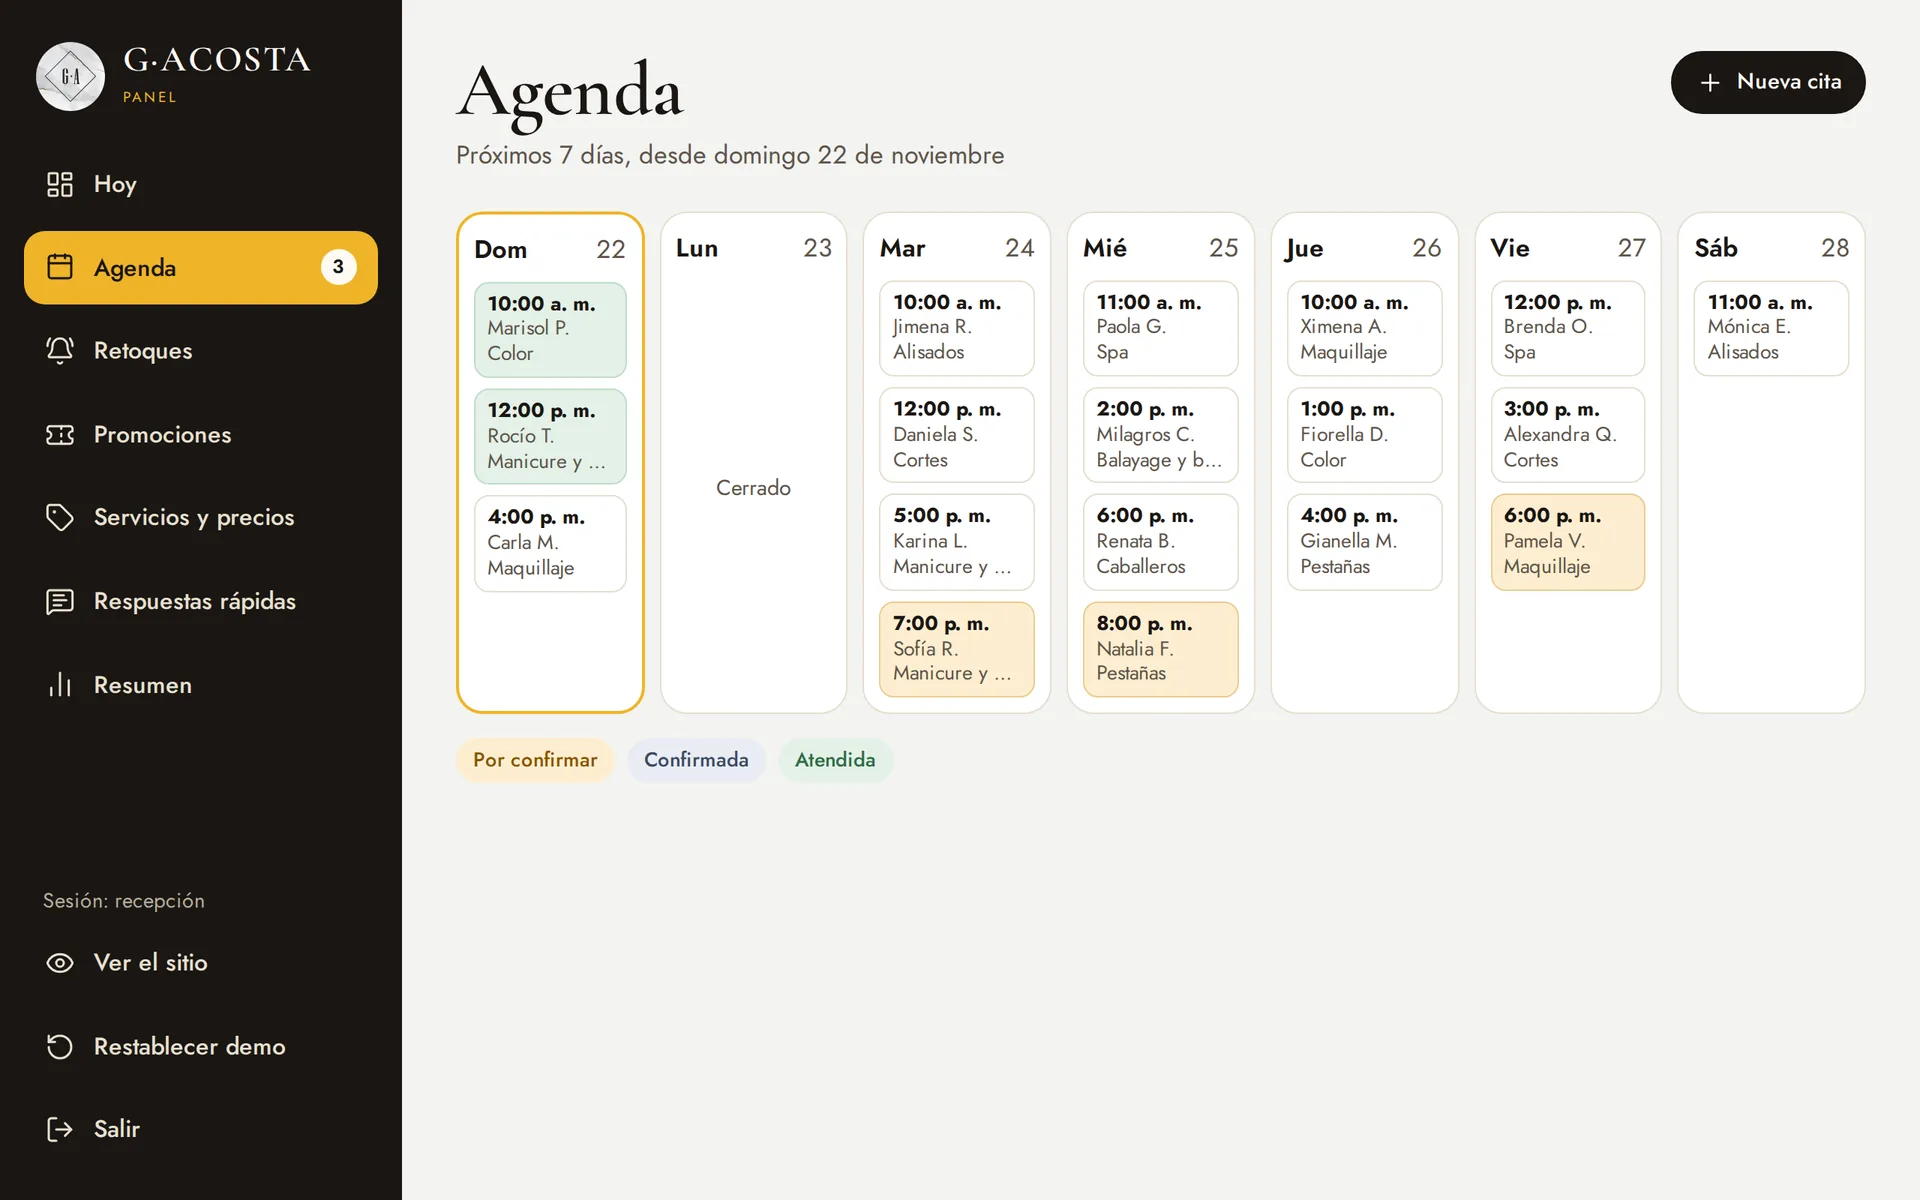 G·A
G·ACOSTA
PANEL
Hoy
Agenda
3
Retoques
Promociones
Servicios y precios
Respuestas rápidas
Resumen
Sesión: recepción
Ver el sitio
Restablecer demo
Salir
Agenda
Próximos 7 días, desde domingo 22 de noviembre
Nueva cita
Dom 22
10:00 a. m.
Marisol P.
Color
12:00 p. m.
Rocío T.
Manicure y ...
4:00 p. m.
Carla M.
Maquillaje
Lun 23
Cerrado
Mar 24
10:00 a. m.
Jimena R.
Alisados
12:00 p. m.
Daniela S.
Cortes
5:00 p. m.
Karina L.
Manicure y ...
7:00 p. m.
Sofía R.
Manicure y ...
Mié 25
11:00 a. m.
Paola G.
Spa
2:00 p. m.
Milagros C.
Balayage y b...
6:00 p. m.
Renata B.
Caballeros
8:00 p. m.
Natalia F.
Pestañas
Jue 26
10:00 a. m.
Ximena A.
Maquillaje
1:00 p. m.
Fiorella D.
Color
4:00 p. m.
Gianella M.
Pestañas
Vie 27
12:00 p. m.
Brenda O.
Spa
3:00 p. m.
Alexandra Q.
Cortes
6:00 p. m.
Pamela V.
Maquillaje
Sáb 28
11:00 a. m.
Mónica E.
Alisados
Por confirmar
Confirmada
Atendida